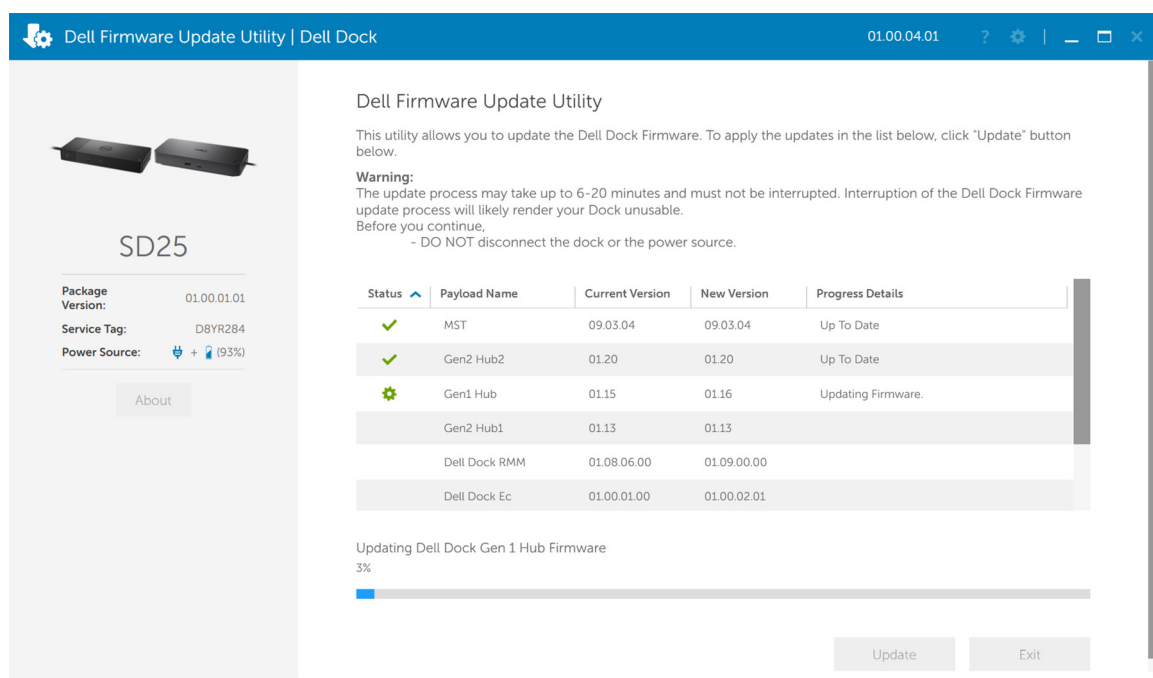 Dell Firmware Update Utility | Dell Dock
01.00.04.01
?
Dell Firmware Update Utility
This utility allows you to update the Dell Dock Firmware. To apply the updates in the list below, click "Update" button
below.
Warning:
The update process may take up to 6-20 minutes and must not be interrupted. Interruption of the Dell Dock Firmware
update process will likely render your Dock unusable.
Before you continue,
- DO NOT disconnect the dock or the power source.
SD25
Package Version: 01.00.01.01
Service Tag: D8YR284
Power Source: + (93%)
About
Status Payload Name Current Version New Version Progress Details
MST 09.03.04 09.03.04 Up To Date
Gen2 Hub2 01.20 01.20 Up To Date
Gen1 Hub 01.15 01.16 Updating Firmware.
Gen2 Hub1 01.13 01.13
Dell Dock RMM 01.08.06.00 01.09.00.00
Dell Dock Ec 01.00.01.00 01.00.02.01
Updating Dell Dock Gen 1 Hub Firmware
3%
Update Exit